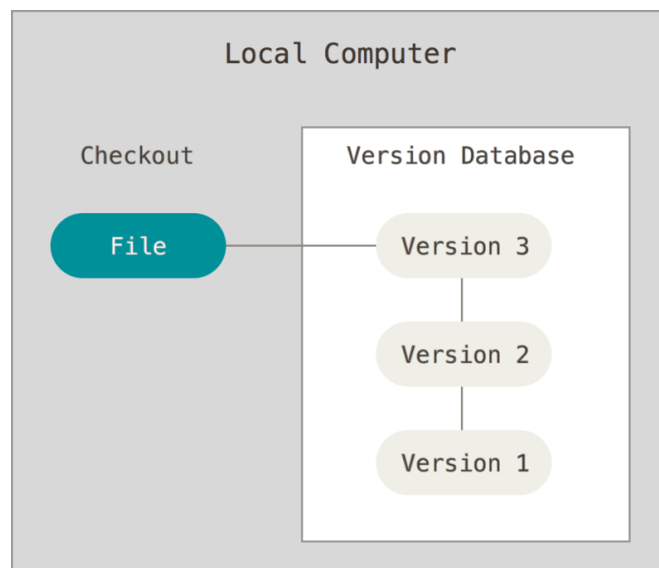 Local Computer
Checkout
Version Database
File
Version 3
Version 2
Version 1